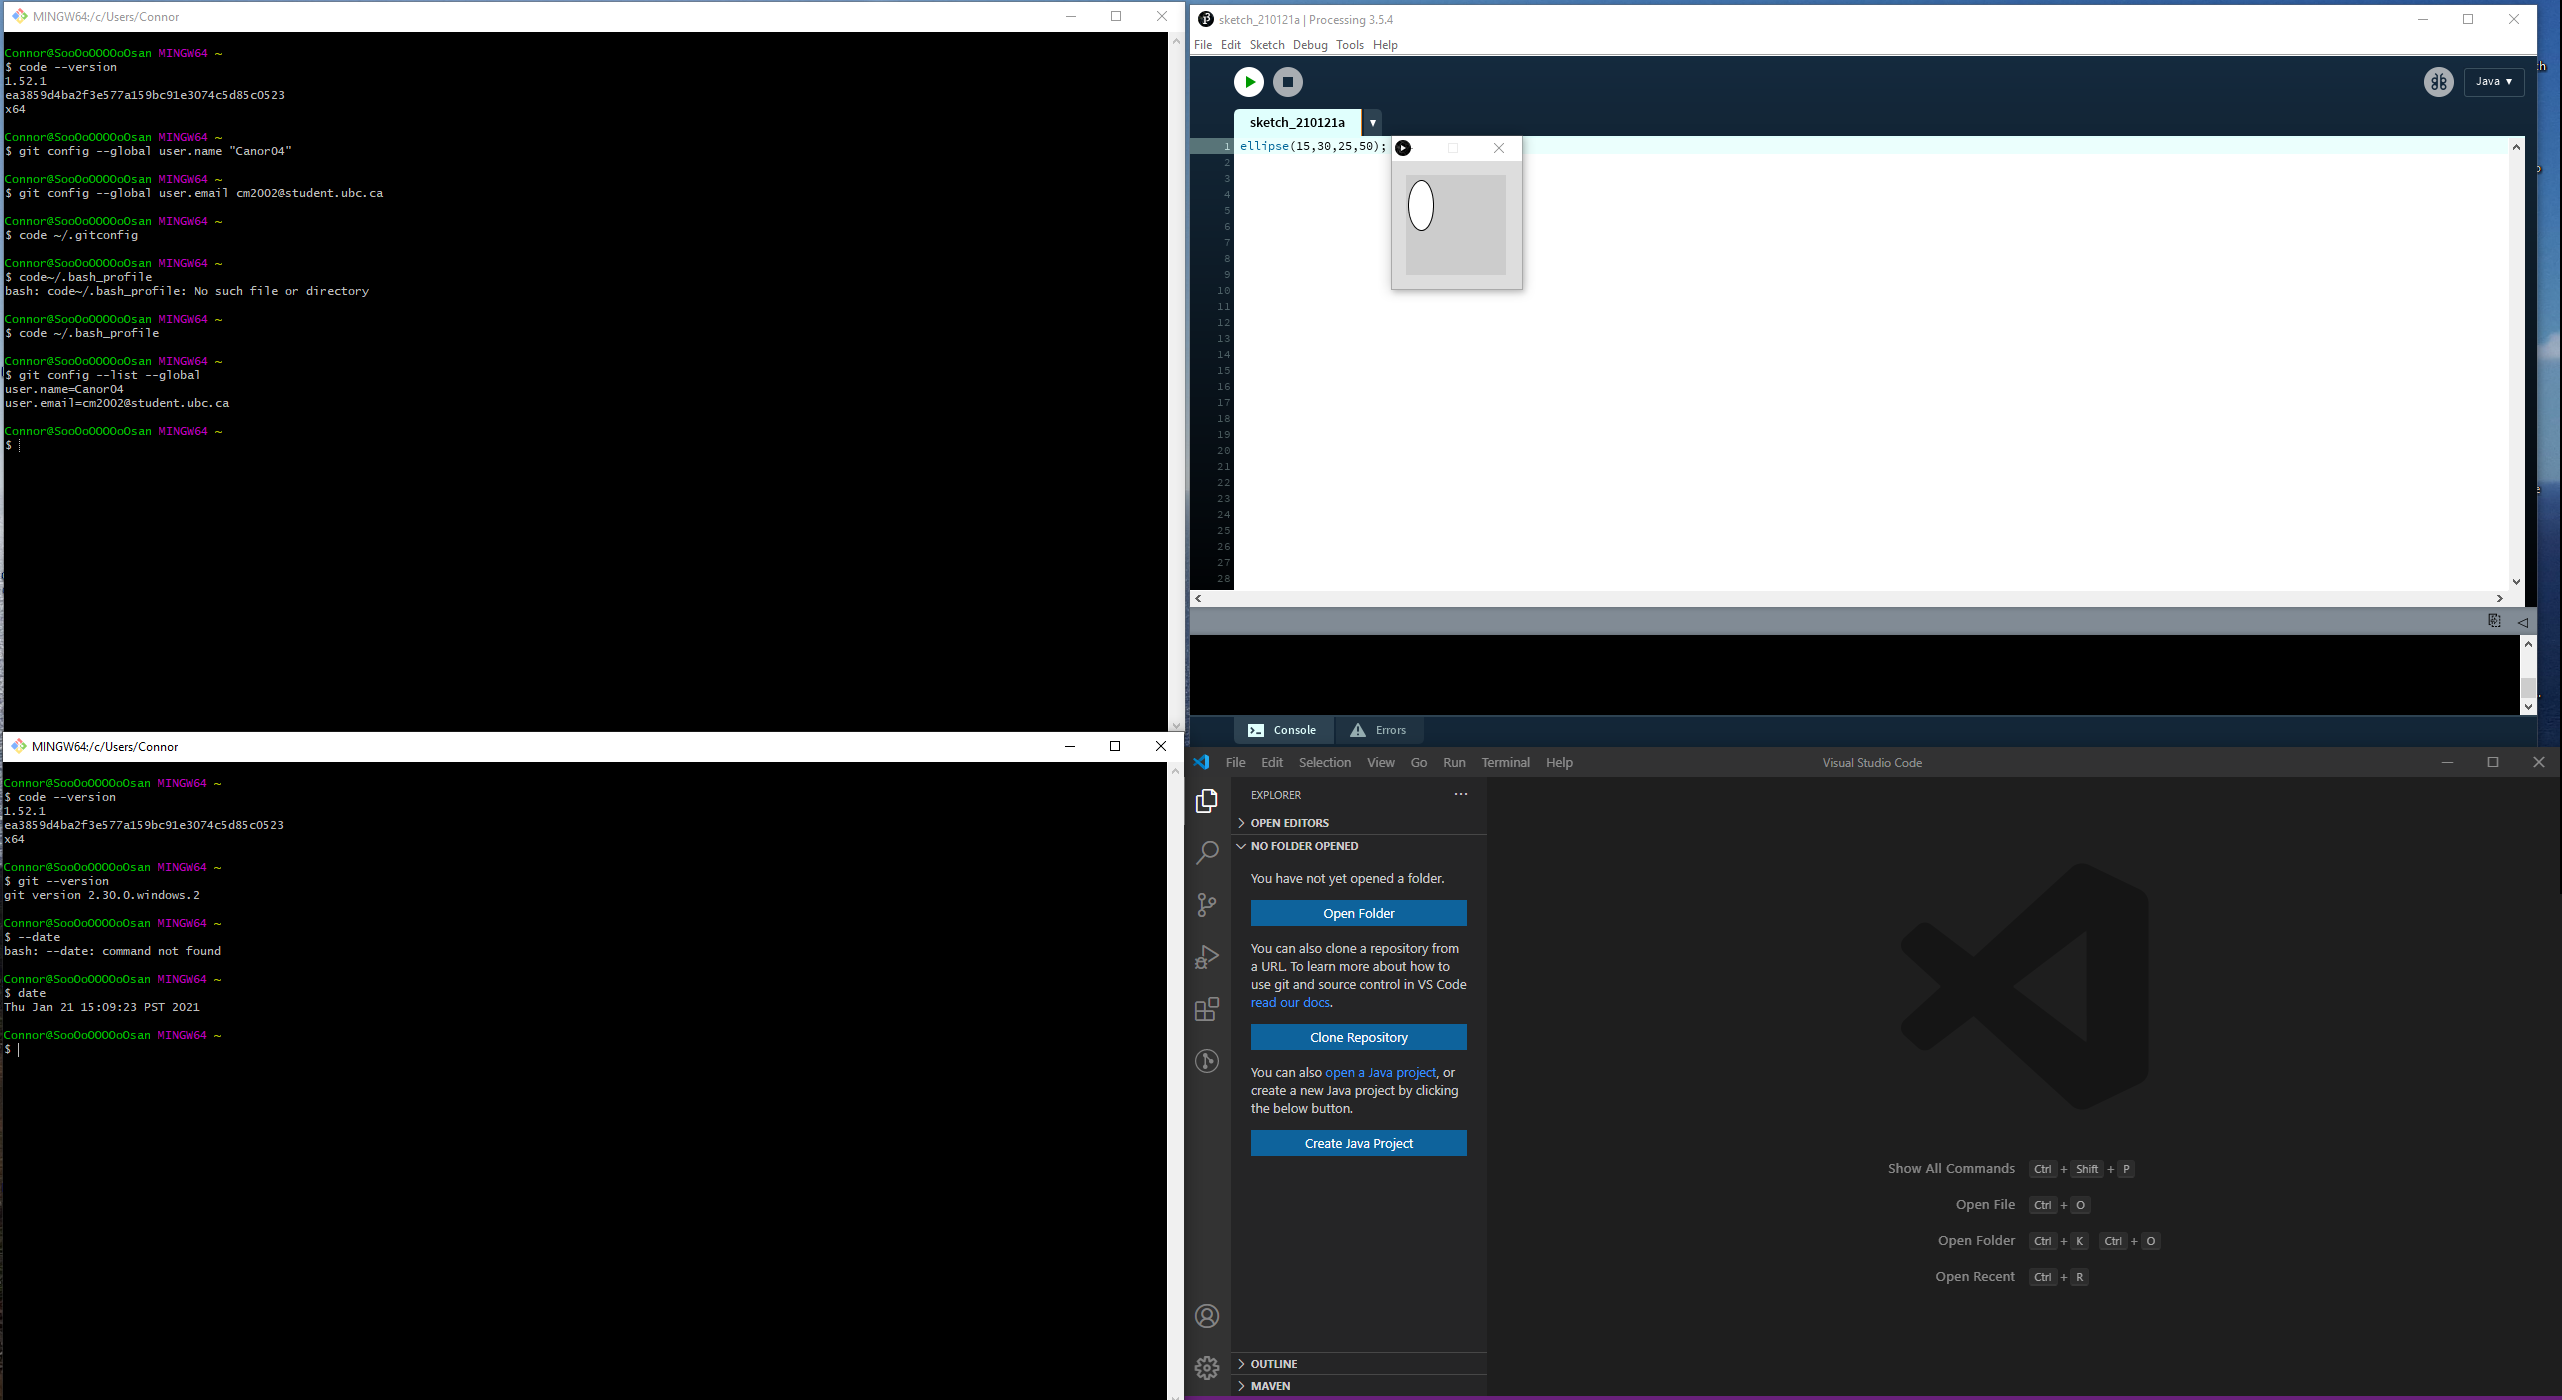 MINGW64:/c/Users/Connor
Connor@SooOoOOOOoOsan MINGW64 ~
$ code --version
1.52.1
ea3859d4ba2f3e577a159bc91e3074c5d85c0523
x64
Connor@SooOoOOOOoOsan MINGW64 ~
$ git config --global user.name "Canor04"
Connor@SooOoOOOOoOsan MINGW64 ~
$ git config --global user.email cm2002@student.ubc.ca
Connor@SooOoOOOOoOsan MINGW64 ~
$ code ~/.gitconfig
Connor@SooOoOOOOoOsan MINGW64 ~
$ code~/.bash_profile
bash: code~/.bash_profile: No such file or directory
Connor@SooOoOOOOoOsan MINGW64 ~
$ code ~/.bash_profile
Connor@SooOoOOOOoOsan MINGW64 ~
$ git config --list --global
user.name=Canor04
user.email=cm2002@student.ubc.ca
Connor@SooOoOOOOoOsan MINGW64 ~
$
sketch_210121a | Processing 3.5.4
File Edit Sketch Debug Tools Help
Java ▾
sketch_210121a ▾
1 ellipse(15,30,25,50);
2
3
4
5
6
7
8
9
10
11
12
13
14
15
16
17
18
19
20
21
22
23
24
25
26
27
28
Console Errors
MINGW64:/c/Users/Connor
Connor@SooOoOOOOoOsan MINGW64 ~
$ code --version
1.52.1
ea3859d4ba2f3e577a159bc91e3074c5d85c0523
x64
Connor@SooOoOOOOoOsan MINGW64 ~
$ git --version
git version 2.30.0.windows.2
Connor@SooOoOOOOoOsan MINGW64 ~
$ --date
bash: --date: command not found
Connor@SooOoOOOOoOsan MINGW64 ~
$ date
Thu Jan 21 15:09:23 PST 2021
Connor@SooOoOOOOoOsan MINGW64 ~
$
File Edit Selection View Go Run Terminal Help Visual Studio Code
EXPLORER ···
OPEN EDITORS
NO FOLDER OPENED
You have not yet opened a folder.
Open Folder
You can also clone a repository from
a URL. To learn more about how to
use git and source control in VS Code
read our docs.
Clone Repository
You can also open a Java project, or
create a new Java project by clicking
the below button.
Create Java Project
OUTLINE
MAVEN
Show All Commands Ctrl + Shift + P
Open File Ctrl + O
Open Folder Ctrl + K Ctrl + O
Open Recent Ctrl + R